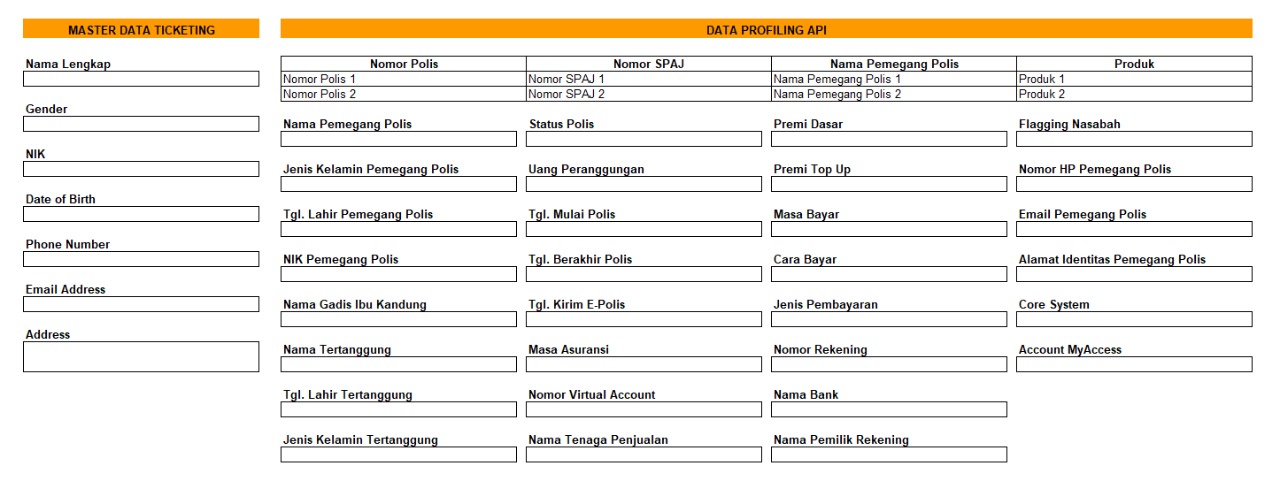 MASTER DATA TICKETING
Nama Lengkap
Gender
NIK
Date of Birth
Phone Number
Email Address
Address
DATA PROFILING API
Nomor Polis Nomor SPAJ Nama Pemegang Polis Produk
Nomor Polis 1 Nomor SPAJ 1 Nama Pemegang Polis 1 Produk 1
Nomor Polis 2 Nomor SPAJ 2 Nama Pemegang Polis 2 Produk 2
Nama Pemegang Polis Status Polis Premi Dasar Flagging Nasabah
Jenis Kelamin Pemegang Polis Uang Peranggungan Premi Top Up Nomor HP Pemegang Polis
Tgl. Lahir Pemegang Polis Tgl. Mulai Polis Masa Bayar Email Pemegang Polis
NIK Pemegang Polis Tgl. Berakhir Polis Cara Bayar Alamat Identitas Pemegang Polis
Nama Gadis Ibu Kandung Tgl. Kirim E-Polis Jenis Pembayaran Core System
Nama Tertanggung Masa Asuransi Nomor Rekening Account MyAccess
Tgl. Lahir Tertanggung Nomor Virtual Account Nama Bank
Jenis Kelamin Tertanggung Nama Tenaga Penjualan Nama Pemilik Rekening